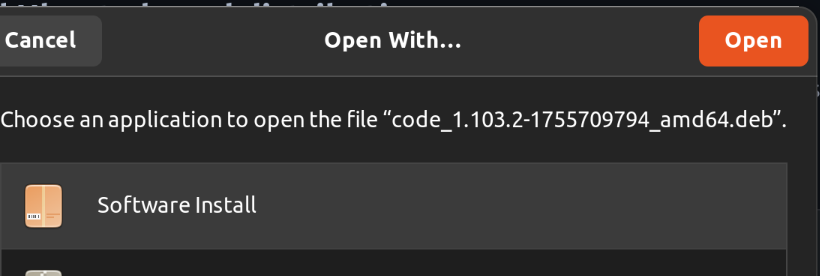 Cancel
Open With...
Open
Choose an application to open the file “code_1.103.2-1755709794_amd64.deb”.
Software Install